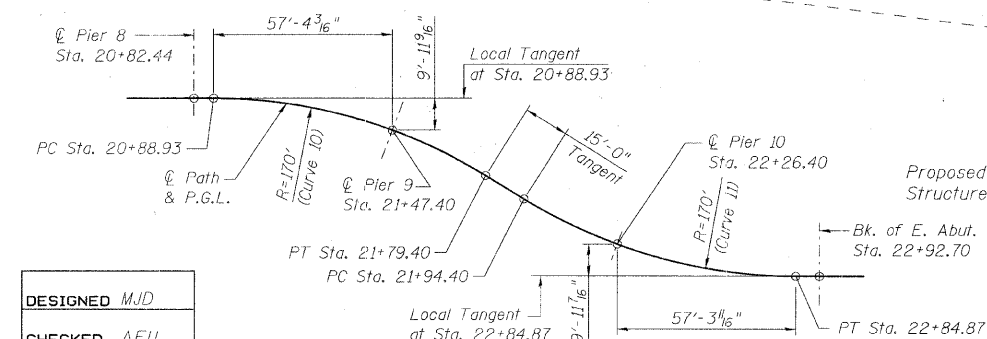 57'-4 3/16"
℄ Pier 8
Sta. 20+82.44
9'-11 9/16"
Local Tangent
at Sta. 20+88.93
PC Sta. 20+88.93
℄ Path
& P.G.L.
R=170'
(Curve 10)
℄ Pier 9
Sta. 21+47.40
15'-0"
Tangent
℄ Pier 10
Sta. 22+26.40
Proposed
Structure
PT Sta. 21+79.40
PC Sta. 21+94.40
R=170'
(Curve 11)
Bk. of E. Abut.
Sta. 22+92.70
Local Tangent
at Sta. 22+84.87
9'-11 7/16"
57'-3 11/16"
PT Sta. 22+84.87
DESIGNED MJD
CHECKED